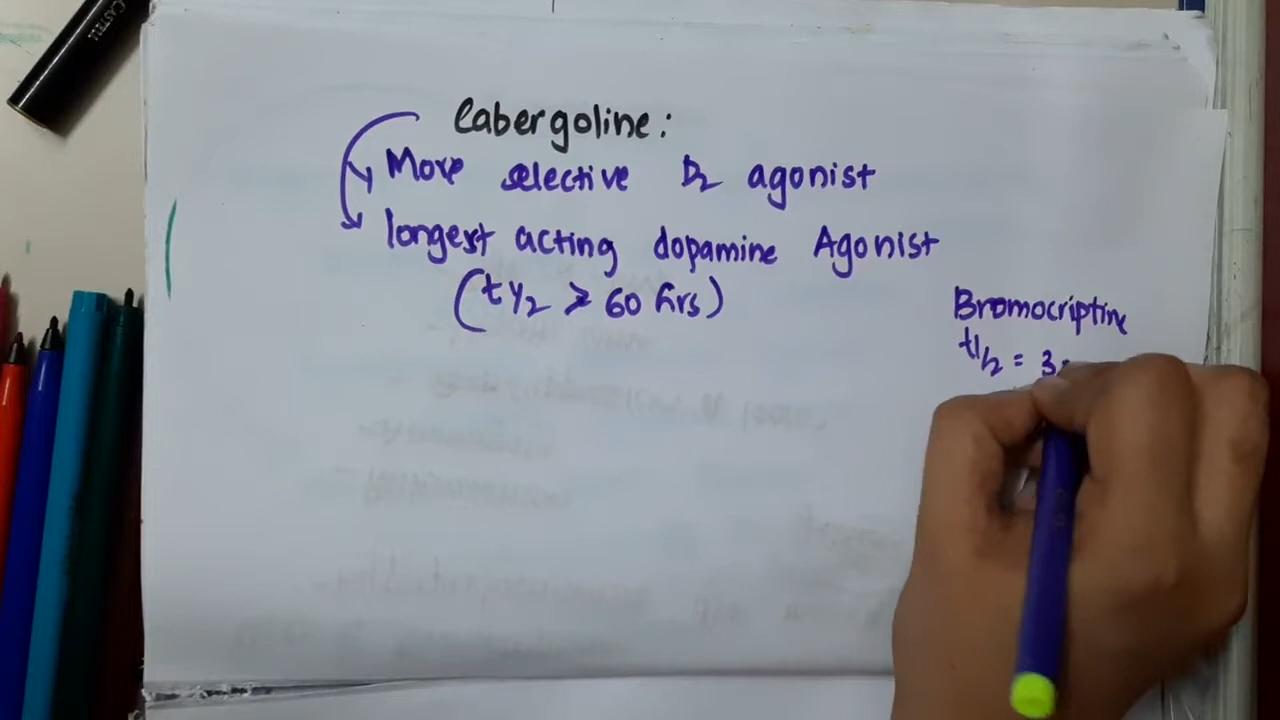 Cabergoline:
More selective D2 agonist
longest acting dopamine Agonist
(t1/2 > 60 hrs)
Bromocriptine
t1/2 = 3